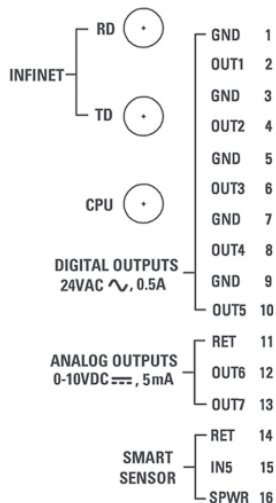 RD
INFINET
TD
CPU
DIGITAL OUTPUTS
24VAC ∿, 0.5A
GND 1
OUT1 2
GND 3
OUT2 4
GND 5
OUT3 6
GND 7
OUT4 8
GND 9
OUT5 10
ANALOG OUTPUTS
0-10VDC ⎓, 5mA
RET 11
OUT6 12
OUT7 13
SMART
SENSOR
RET 14
IN5 15
SPWR 16